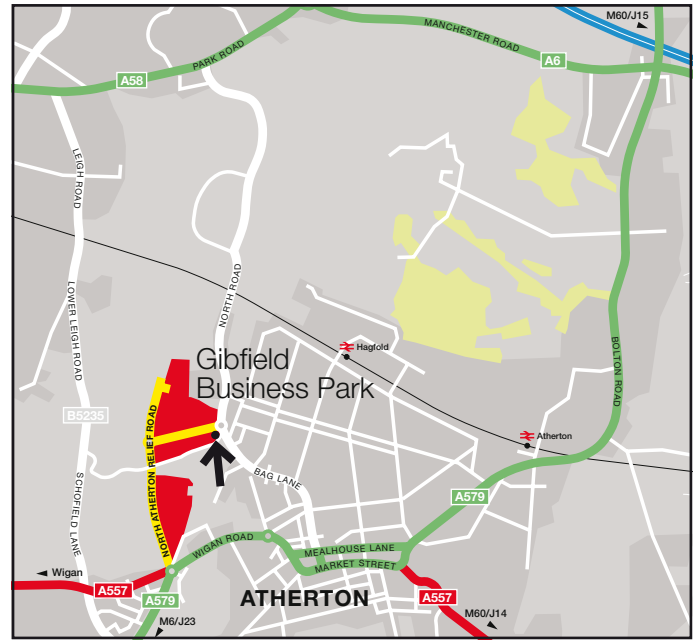 M60/J15
MANCHESTER ROAD
PARK ROAD
A6
A58
LEIGH ROAD
NORTH ROAD
LOWER LEIGH ROAD
Hagfold
Gibfield
Business Park
BOLTON ROAD
B5235
NORTH ATHERTON RELIEF ROAD
Atherton
BAG LANE
SCHOFIELD LANE
A579
WIGAN ROAD
MEALHOUSE LANE
MARKET STREET
Wigan
A557
A579
ATHERTON
A557
M60/J14
M6/J23